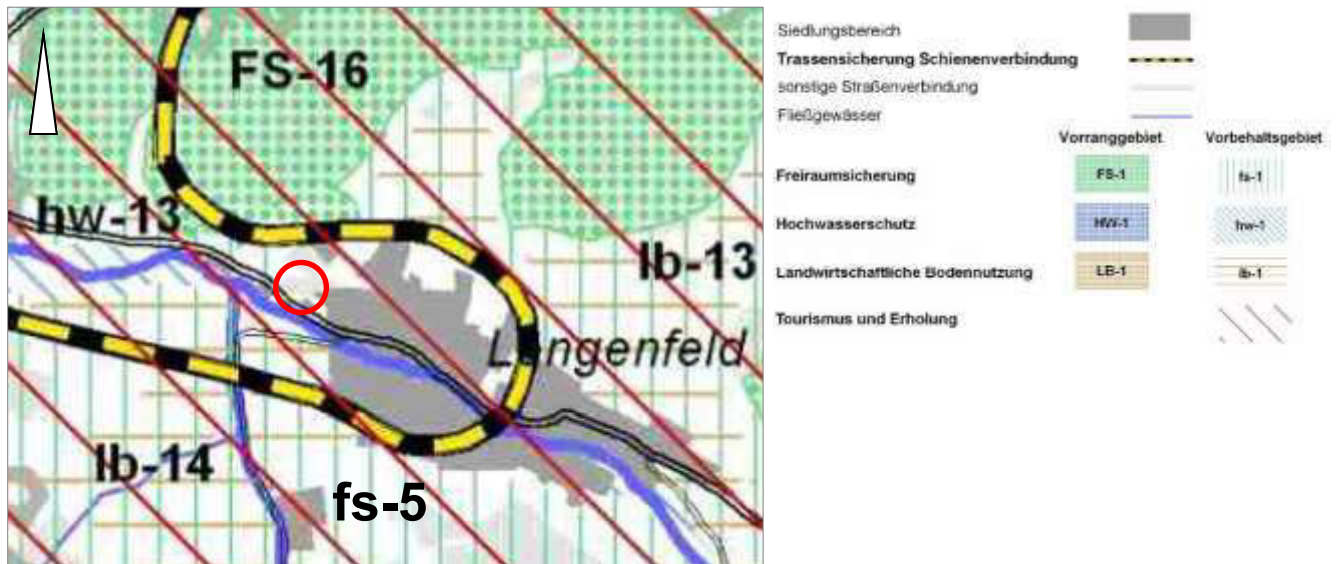 FS-16
hw-13
lb-13
Lengenfeld
lb-14
fs-5
Siedlungsbereich
Trassensicherung Schienenverbindung
sonstige Straßenverbindung
Fließgewässer
Vorranggebiet Vorbehaltsgebiet
Freiraumsicherung FS-1 fs-1
Hochwasserschutz HW-1 hw-1
Landwirtschaftliche Bodennutzung LB-1 lb-1
Tourismus und Erholung